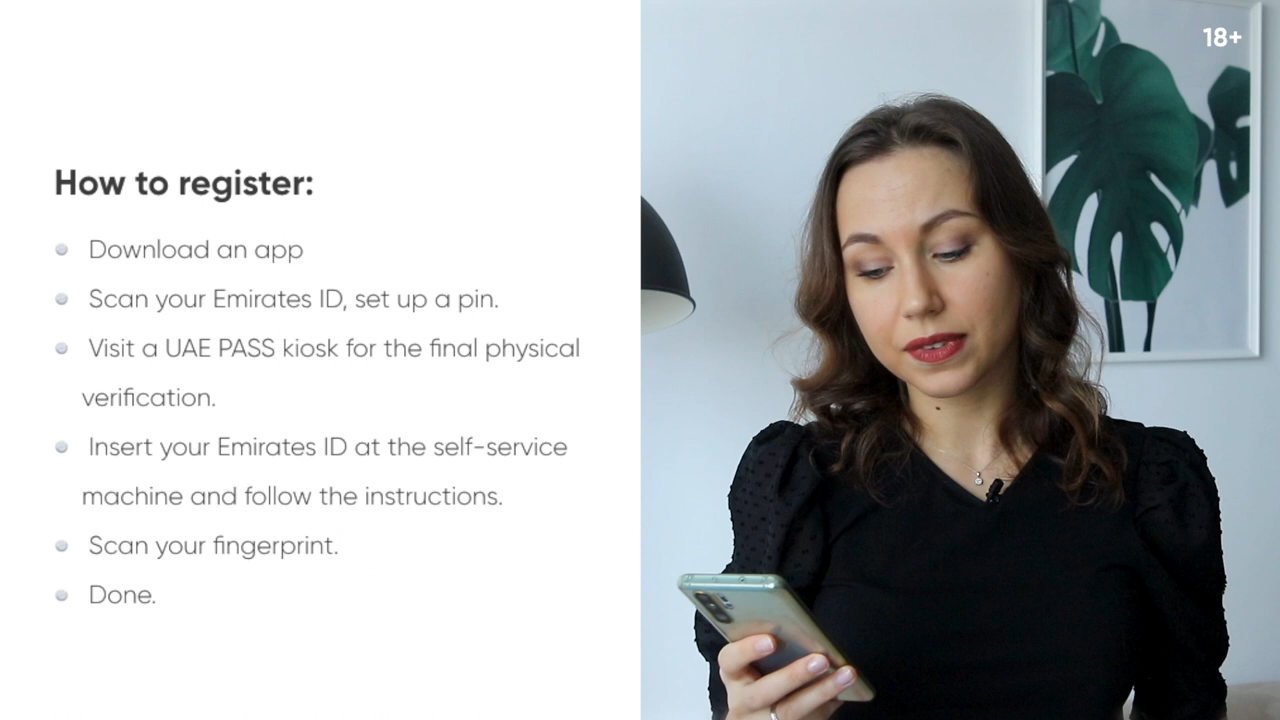 How to register:
Download an app
Scan your Emirates ID, set up a pin.
Visit a UAE PASS kiosk for the final physical
verification.
Insert your Emirates ID at the self-service
machine and follow the instructions.
Scan your fingerprint.
Done.
18+